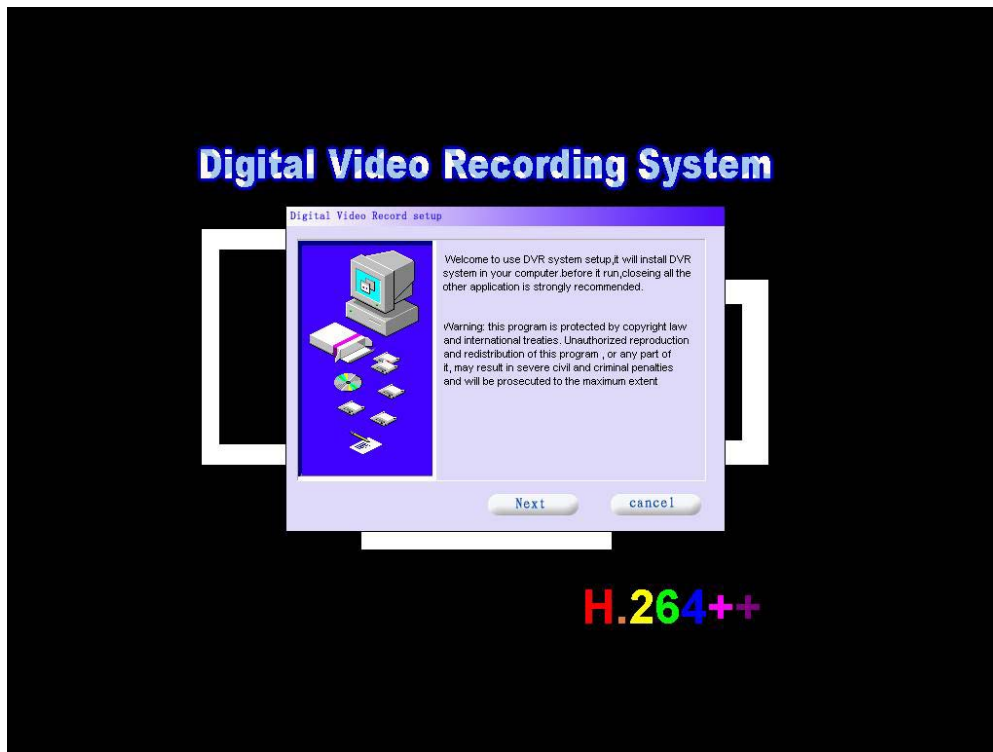 Digital Video Recording System
Digital Video Record setup
Welcome to use DVR system setup,it will install DVR
system in your computer.before it run,closeing all the
other application is strongly recommended.
Warning: this program is protected by copyright law
and international treaties. Unauthorized reproduction
and redistribution of this program , or any part of
it, may result in severe civil and criminal penalties
and will be prosecuted to the maximum extent
Next
cancel
H.264++